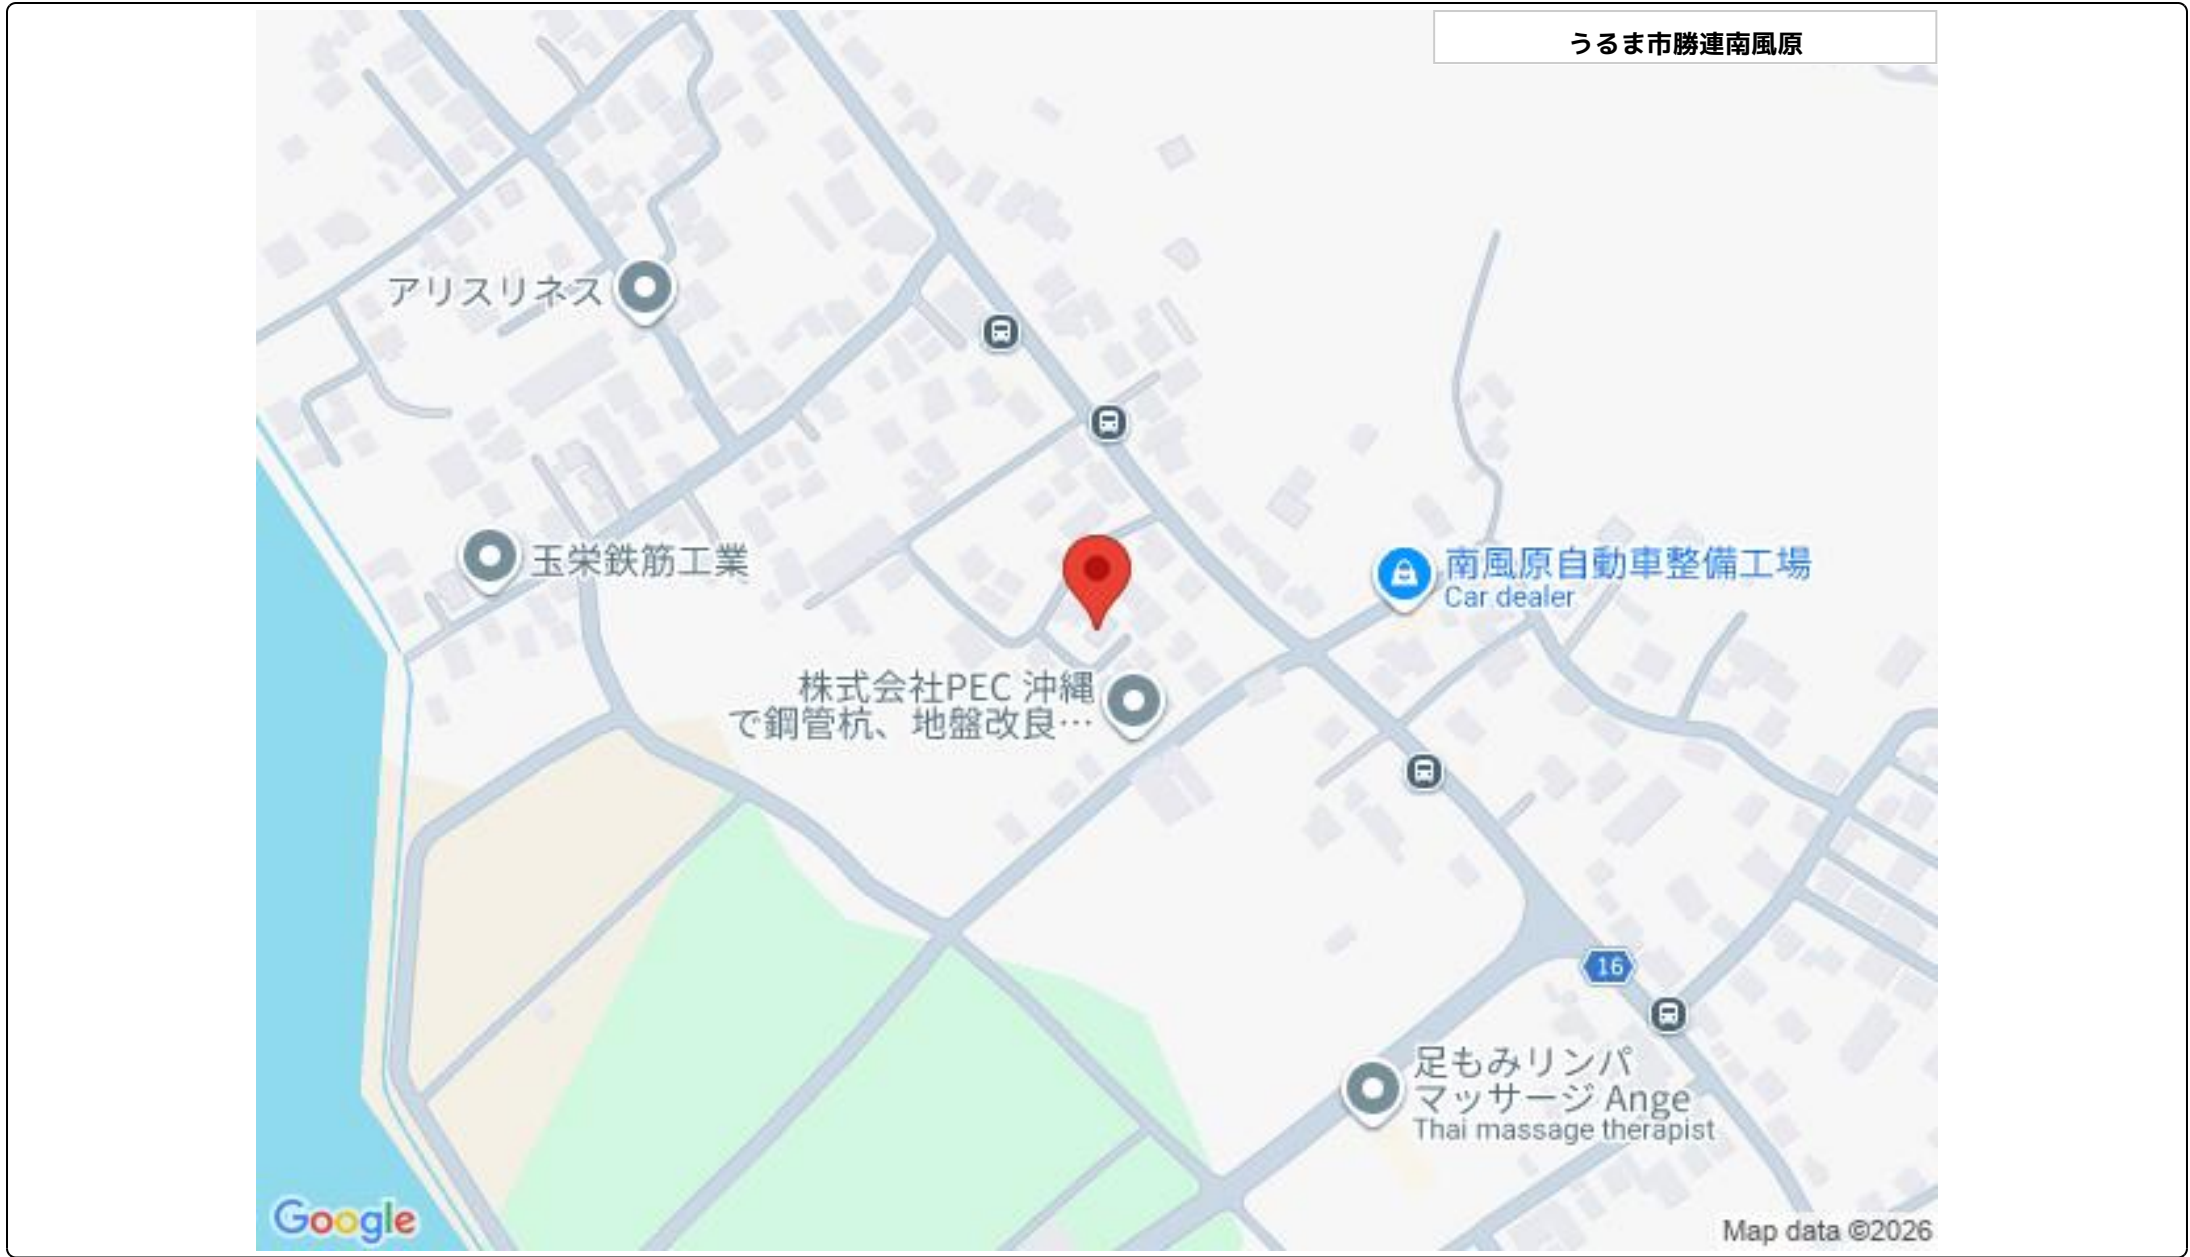 うるま市勝連南風原
アリスリネス
玉栄鉄筋工業
南風原自動車整備工場
Car dealer
株式会社PEC 沖縄
で鋼管杭、地盤改良…
16
足もみリンパ
マッサージ Ange
Thai massage therapist
Google
Map data ©2026